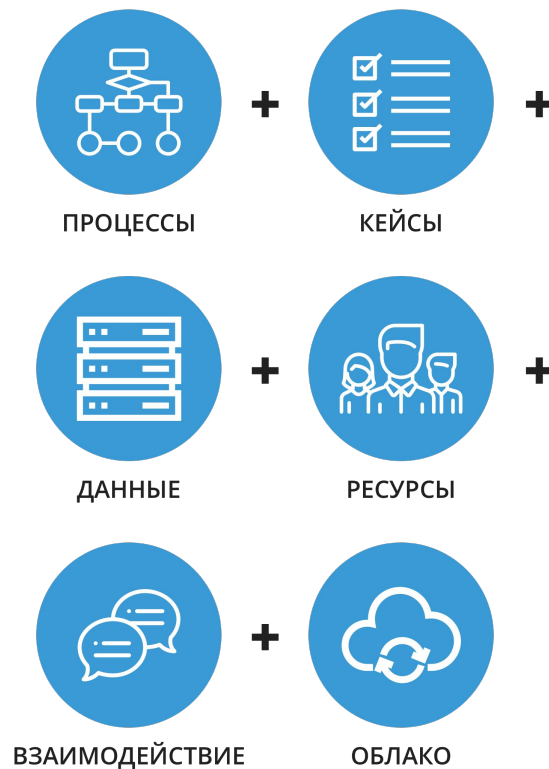 ПРОЦЕССЫ + КЕЙСЫ +
ДАННЫЕ + РЕСУРСЫ +
ВЗАИМОДЕЙСТВИЕ + ОБЛАКО